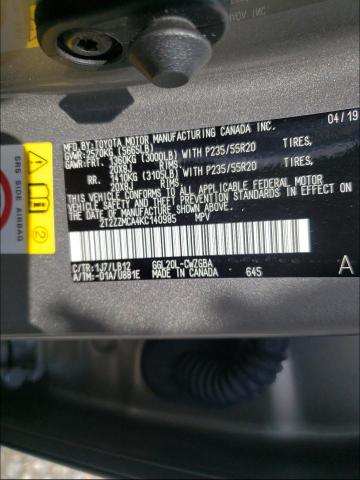 MFD.BY: TOYOTA MOTOR MANUFACTURING CANADA INC. 04/19
GVWR: 2570KG (5665LB)
GAWR: FRT. 1360KG (3000LB) WITH P235/55R20 TIRES,
20X8J RIMS,
RR. 1410KG (3105LB) WITH P235/55R20 TIRES,
20X8J RIMS,
THIS VEHICLE CONFORMS TO ALL APPLICABLE FEDERAL MOTOR
VEHICLE SAFETY STANDARDS IN EFFECT ON THE DATE OF
MANUFACTURE SHOWN ABOVE.
2T2ZZMCA4KC140985 MPV
C/TR: 1J7/LB12 GGL20L-CWZGBA
A/TM: -01A/U881E MADE IN CANADA 645 A
SRS SIDE AIRBAG
2